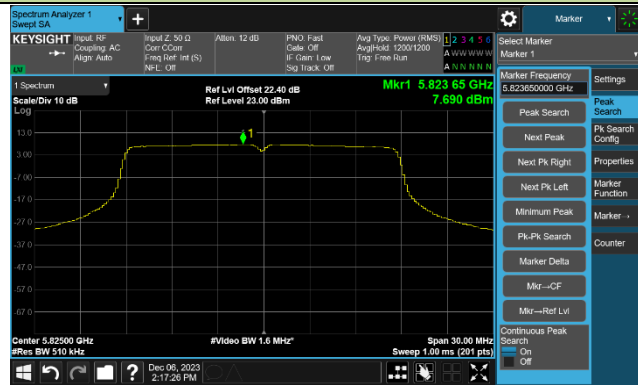 Spectrum Analyzer 1
Swept SA
Marker
KEYSIGHT
Input: RF
Coupling: AC
Align: Auto
Input Z: 50 Ω
Corr CCorr
Freq Ref: Int (S)
NFE: Off
Atten: 12 dB
PNO: Fast
Gate: Off
IF Gain: Low
Sig Track: Off
Avg Type: Power (RMS)
Avg|Hold: 1200/1200
Trig: Free Run
1 2 3 4 5 6
A W W W W W
A N N N N N
LV
1 Spectrum
Scale/Div 10 dB
Log
Ref Lvl Offset 22.40 dB
Ref Level 23.00 dBm
Mkr1 5.823 65 GHz
7.690 dBm
1
13.0
3.00
-7.00
-17.0
-27.0
-37.0
-47.0
-57.0
-67.0
Center 5.82500 GHz
#Res BW 510 kHz
#Video BW 1.6 MHz*
Span 30.00 MHz
Sweep 1.00 ms (201 pts)
Dec 06, 2023
2:17:26 PM
Select Marker
Marker 1
Marker Frequency
5.823650000 GHz
Peak Search
Next Peak
Next Pk Right
Next Pk Left
Minimum Peak
Pk-Pk Search
Marker Delta
Mkr→CF
Mkr→Ref Lvl
Continuous Peak
Search
On
Off
Settings
Peak
Search
Pk Search
Config
Properties
Marker
Function
Marker→
Counter